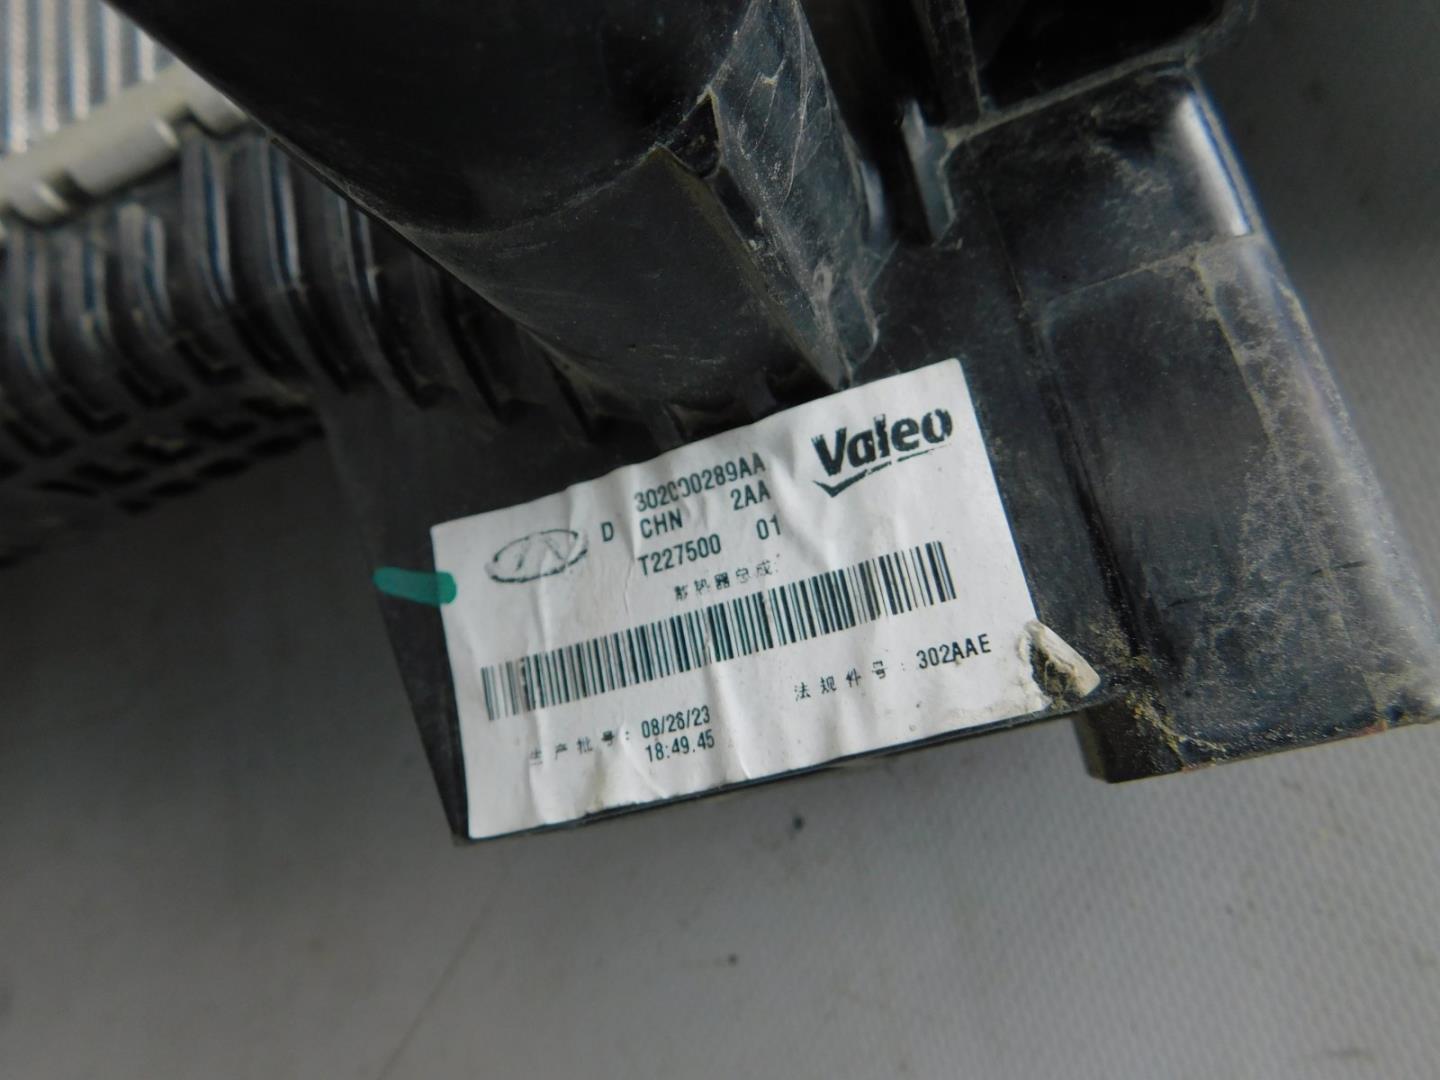 Valeo
302000289AA
D CHN 2AA
T227500 01
散热器总成
法规件号: 302AAE
生产批号: 08/26/23
18:49.45